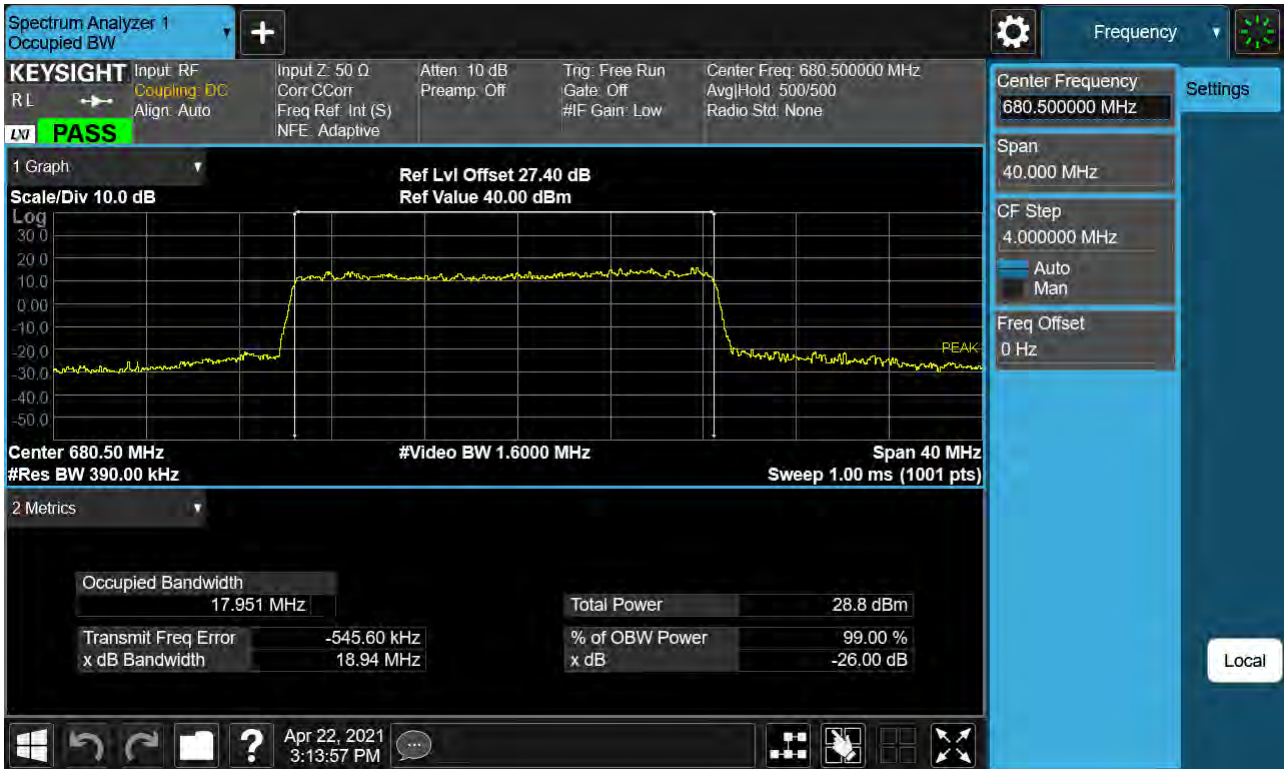 Spectrum Analyzer 1
Occupied BW
+
Frequency
KEYSIGHT
R L
LXI
PASS
Input: RF
Coupling: DC
Align: Auto
Input Z: 50 Ω
Corr CCorr
Freq Ref: Int (S)
NFE: Adaptive
Atten: 10 dB
Preamp: Off
Trig: Free Run
Gate: Off
#IF Gain: Low
Center Freq: 680.500000 MHz
Avg|Hold: 500/500
Radio Std: None
Center Frequency
680.500000 MHz
Settings
Span
40.000 MHz
CF Step
4.000000 MHz
Auto
Man
Freq Offset
0 Hz
1 Graph
Scale/Div 10.0 dB
Ref Lvl Offset 27.40 dB
Ref Value 40.00 dBm
Log
30.0
20.0
10.0
0.00
-10.0
-20.0
-30.0
-40.0
-50.0
PEAK
Center 680.50 MHz
#Video BW 1.6000 MHz
Span 40 MHz
#Res BW 390.00 kHz
Sweep 1.00 ms (1001 pts)
2 Metrics
Occupied Bandwidth
17.951 MHz
Total Power 28.8 dBm
Transmit Freq Error -545.60 kHz
% of OBW Power 99.00 %
x dB Bandwidth 18.94 MHz
x dB -26.00 dB
Local
?
Apr 22, 2021
3:13:57 PM